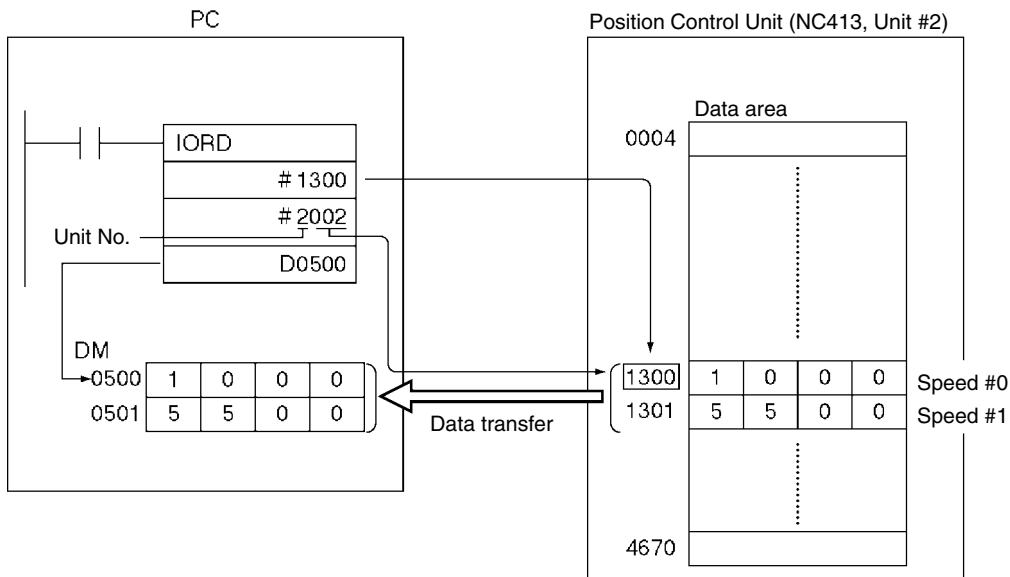 PC
IORD
#1300
#2002
Unit No.
D0500
DM
0500 1 0 0 0
0501 5 5 0 0
Data transfer
Position Control Unit (NC413, Unit #2)
Data area
0004
1300 1 0 0 0 Speed #0
1301 5 5 0 0 Speed #1
4670